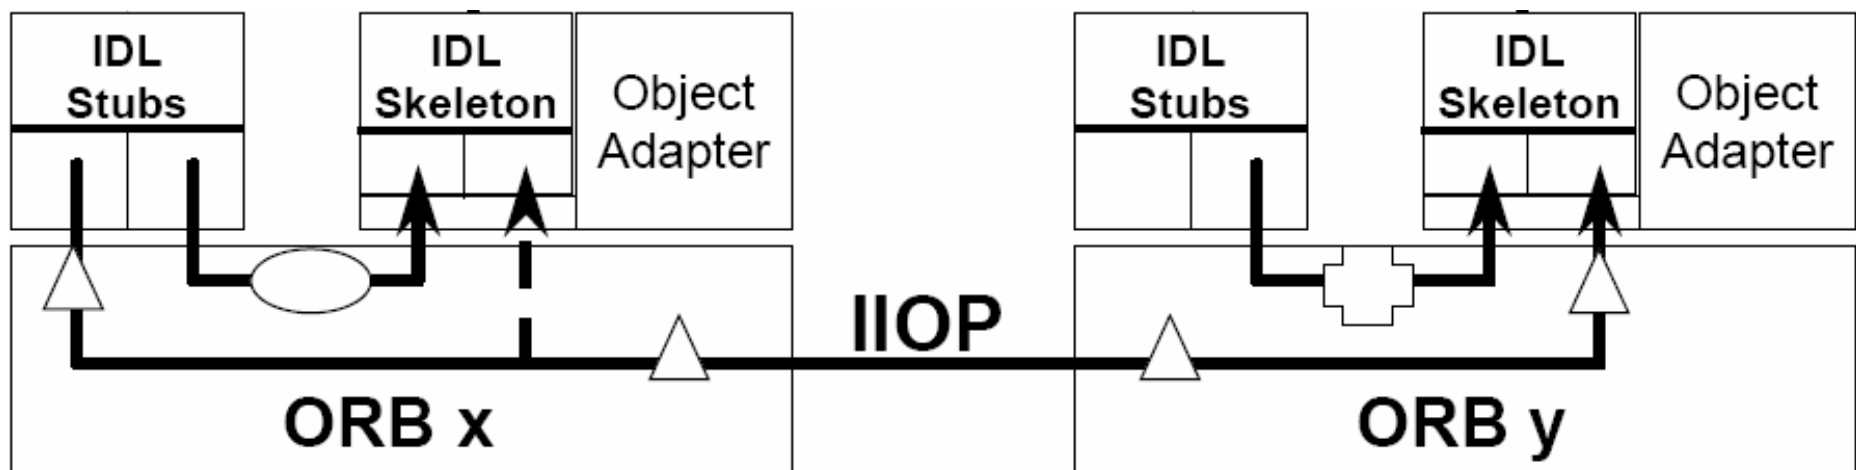 IDL
Stubs
IDL
Skeleton
Object
Adapter
IDL
Stubs
IDL
Skeleton
Object
Adapter
IIOP
ORB x
ORB y